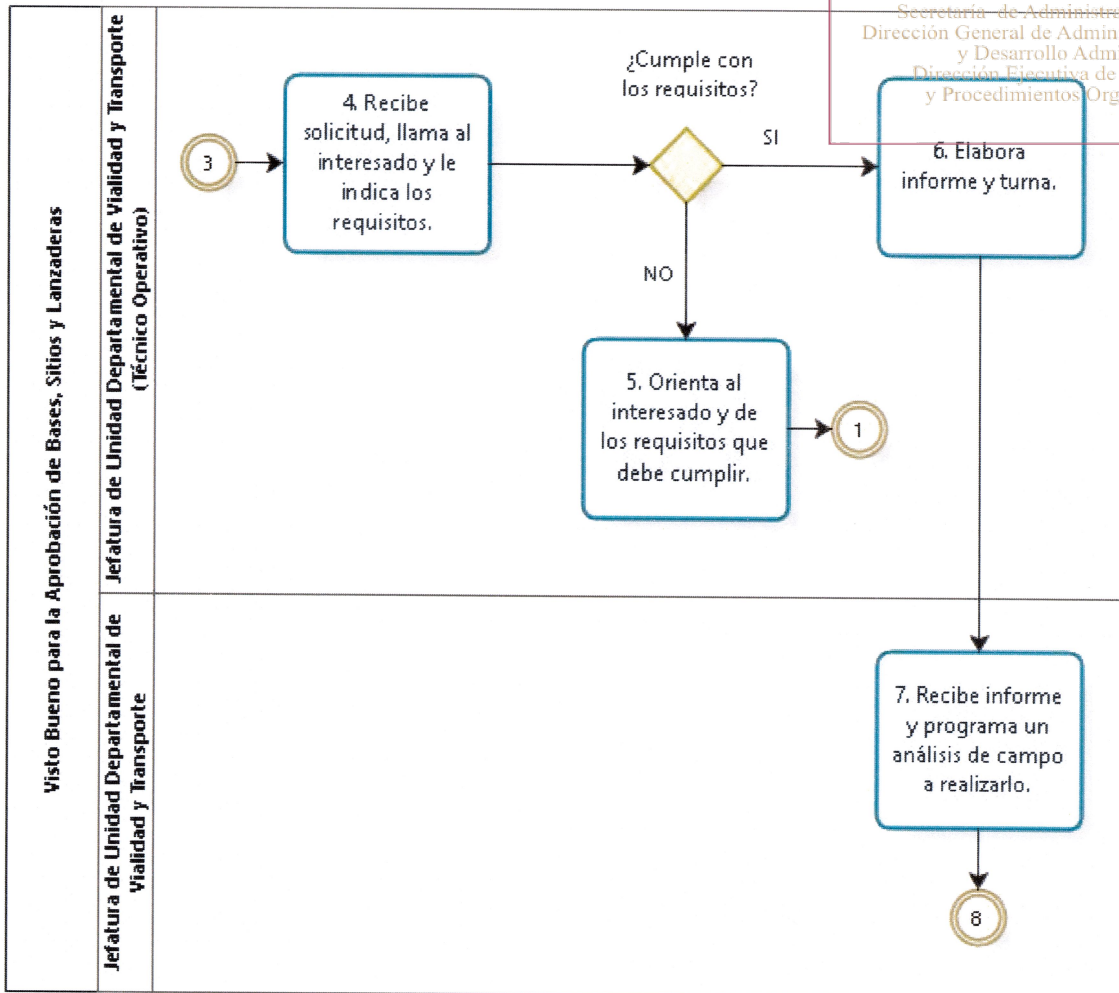 Secretaría de Administra
Dirección General de Admin
y Desarrollo Adm
Dirección Ejecutiva de
y Procedimientos Org
Visto Bueno para la Aprobación de Bases, Sitios y Lanzaderas
Jefatura de Unidad Departamental de Vialidad y Transporte
(Técnico Operativo)
3
4. Recibe
solicitud, llama al
interesado y le
indica los
requisitos.
¿Cumple con
los requisitos?
SI
6. Elabora
informe y turna.
NO
5. Orienta al
interesado y de
los requisitos que
debe cumplir.
1
Jefatura de Unidad Departamental de
Vialidad y Transporte
7. Recibe informe
y programa un
análisis de campo
a realizarlo.
8